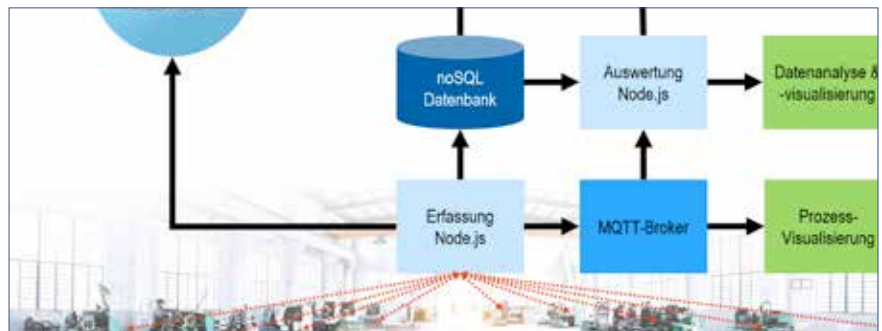 noSQL
Datenbank
Auswertung
Node.js
Datenanalyse &
-visualisierung
Erfassung
Node.js
MQTT-Broker
Prozess-
Visualisierung